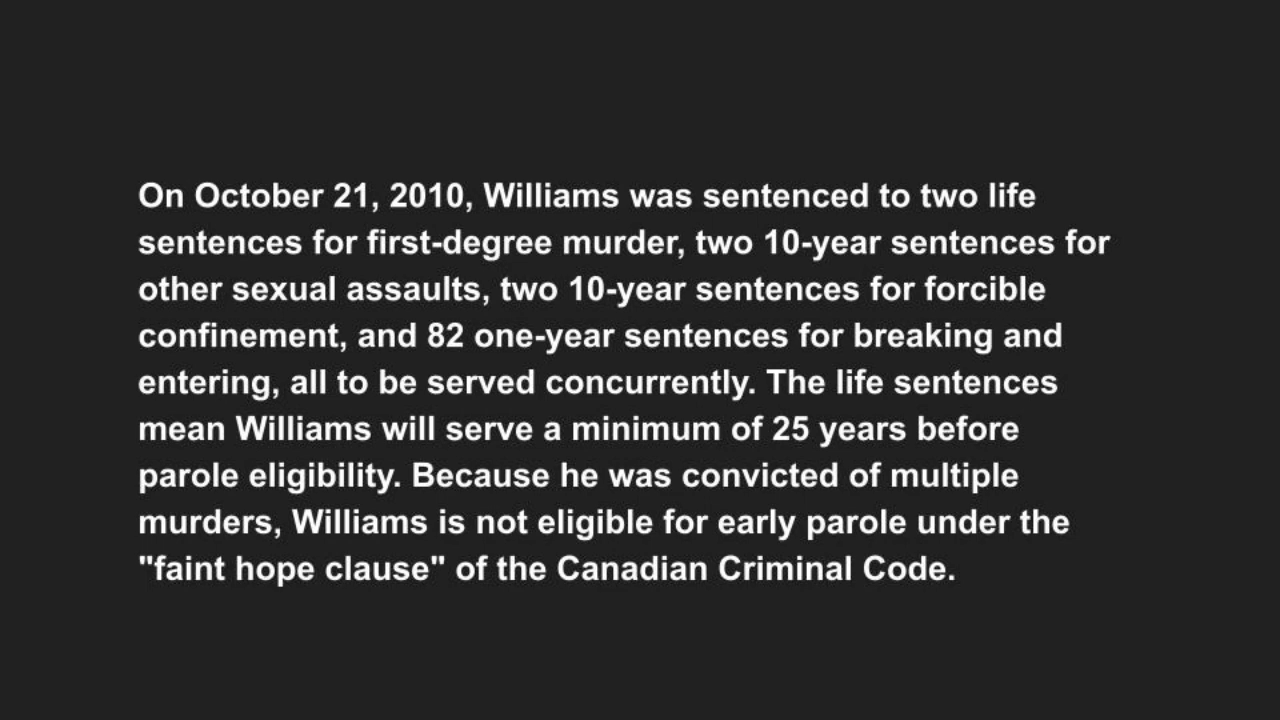 On October 21, 2010, Williams was sentenced to two life
sentences for first-degree murder, two 10-year sentences for
other sexual assaults, two 10-year sentences for forcible
confinement, and 82 one-year sentences for breaking and
entering, all to be served concurrently. The life sentences
mean Williams will serve a minimum of 25 years before
parole eligibility. Because he was convicted of multiple
murders, Williams is not eligible for early parole under the
"faint hope clause" of the Canadian Criminal Code.